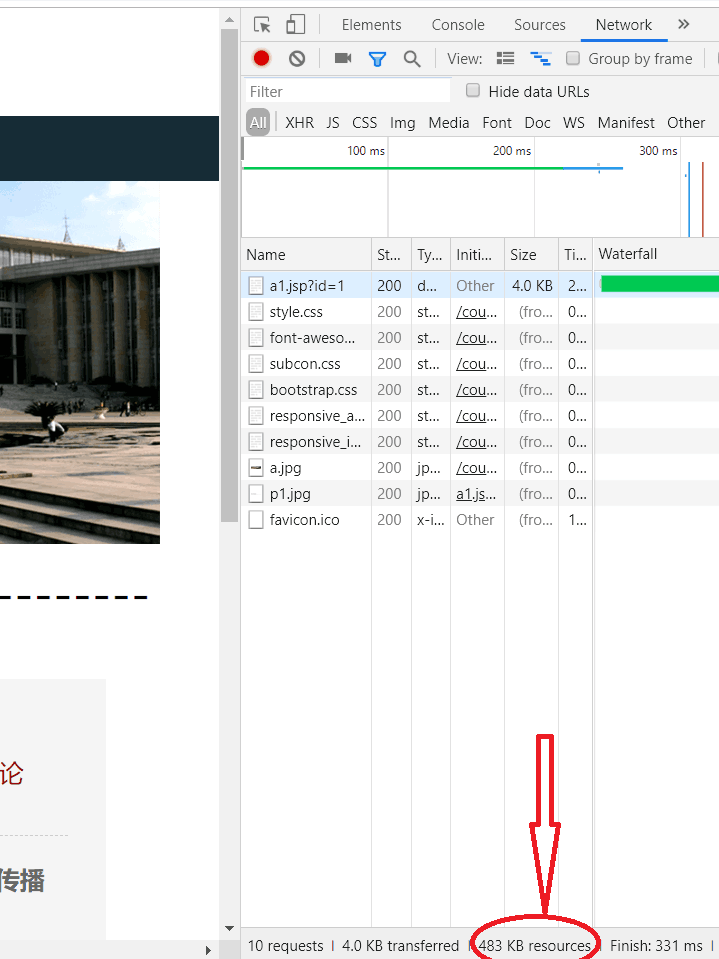 Elements Console Sources Network »
View: Group by frame
Filter Hide data URLs
All XHR JS CSS Img Media Font Doc WS Manifest Other
100 ms 200 ms 300 ms
Name St... Ty... Initi... Size Ti... Waterfall
a1.jsp?id=1 200 d... Other 4.0 KB 2...
style.css 200 st... /cou... (fro... 0...
font-aweso... 200 st... /cou... (fro... 0...
subcon.css 200 st... /cou... (fro... 0...
bootstrap.css 200 st... /cou... (fro... 0...
responsive_a... 200 st... /cou... (fro... 0...
responsive_i... 200 st... /cou... (fro... 0...
a.jpg 200 jp... /cou... (fro... 0...
p1.jpg 200 jp... a1.js... (fro... 0...
favicon.ico 200 x-i... Other (fro... 1...
论
传播
10 requests 4.0 KB transferred 483 KB resources Finish: 331 ms